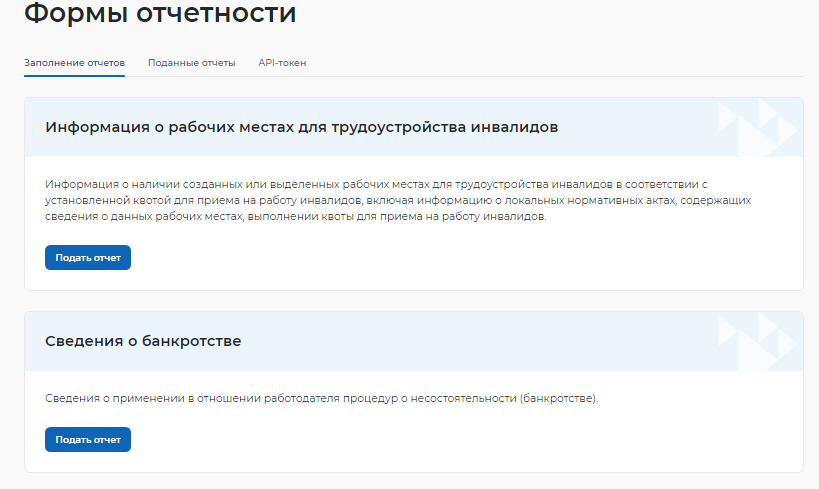 Формы отчетности
Заполнение отчетов Поданные отчеты API-токен
Информация о рабочих местах для трудоустройства инвалидов
Информация о наличии созданных или выделенных рабочих местах для трудоустройства инвалидов в соответствии с
установленной квотой для приема на работу инвалидов, включая информацию о локальных нормативных актах, содержащих
сведения о данных рабочих местах, выполнении квоты для приема на работу инвалидов.
Подать отчет
Сведения о банкротстве
Сведения о применении в отношении работодателя процедур о несостоятельности (банкротстве).
Подать отчет